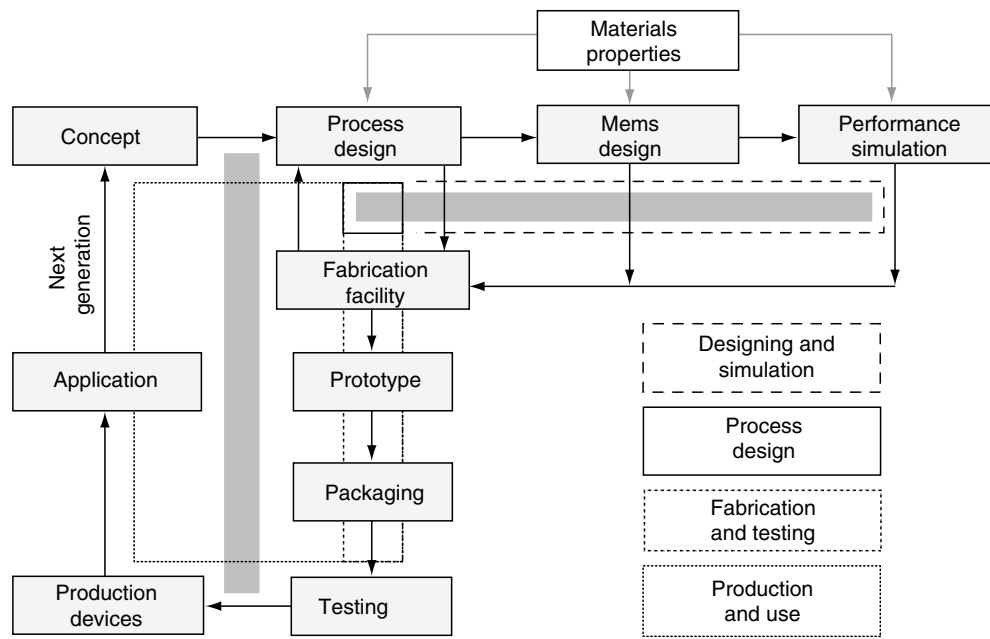 Materials
properties
Concept
Process
design
Mems
design
Performance
simulation
Next
generation
Fabrication
facility
Designing and
simulation
Application
Prototype
Process
design
Packaging
Fabrication
and testing
Production
devices
Testing
Production
and use